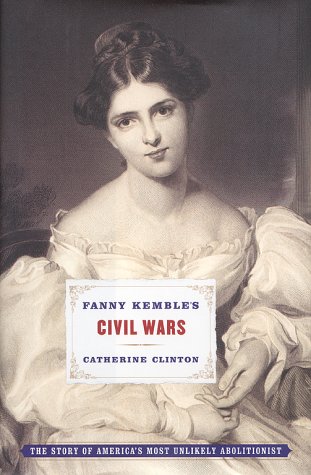 FANNY KEMBLE'S
CIVIL WARS
CATHERINE CLINTON
THE STORY OF AMERICA'S MOST UNLIKELY ABOLITIONIST